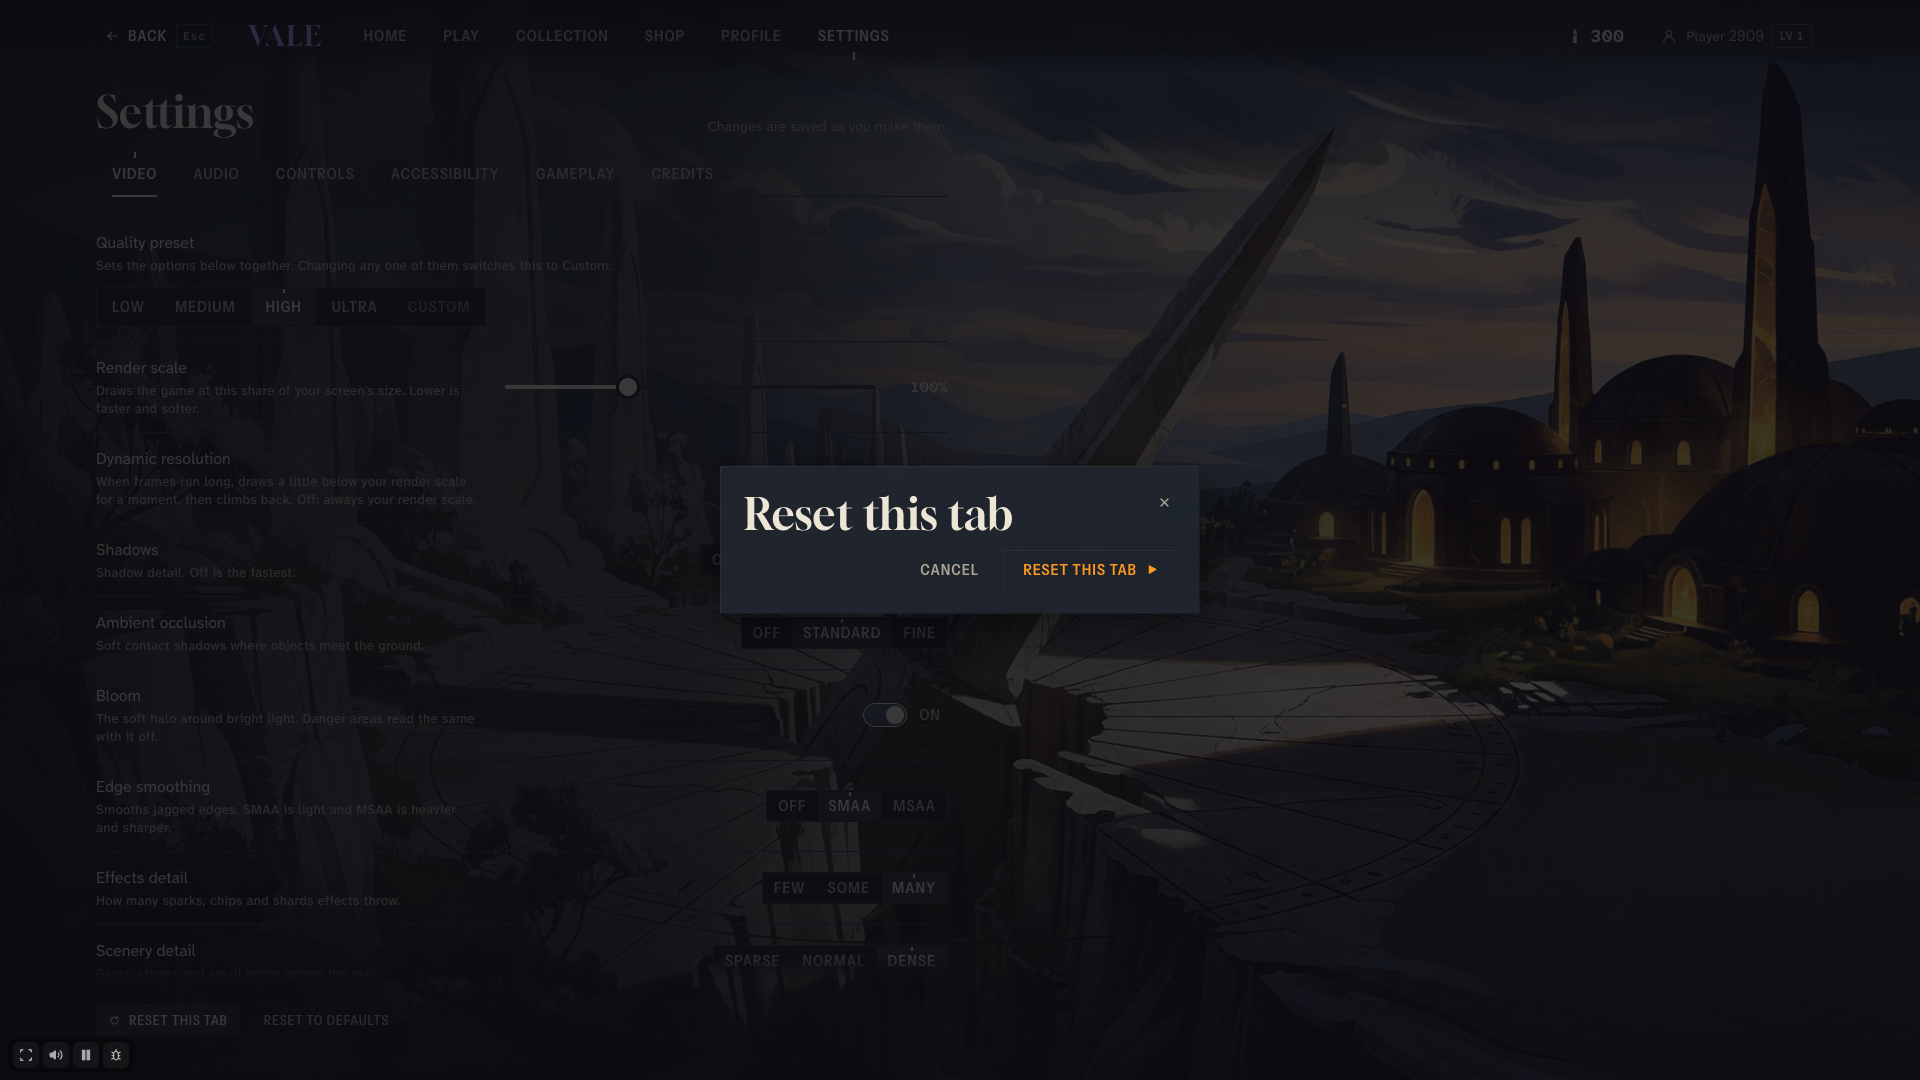 BACK Esc VALE HOME PLAY COLLECTION SHOP PROFILE SETTINGS 300 Player 2909 LV 1
Settings
Changes are saved as you make them.
VIDEO AUDIO CONTROLS ACCESSIBILITY GAMEPLAY CREDITS
Quality preset
Sets the options below together. Changing any one of them switches this to Custom.
LOW MEDIUM HIGH ULTRA CUSTOM
Render scale
Draws the game at this share of your screen's size. Lower is
faster and softer.
100%
Dynamic resolution
When frames run long, draws a little below your render scale
for a moment, then climbs back. Off: always your render scale.
Reset this tab
CANCEL RESET THIS TAB
Shadows
Shadow detail. Off is the fastest.
Ambient occlusion
Soft contact shadows where objects meet the ground.
OFF STANDARD FINE
Bloom
The soft halo around bright light. Danger areas read the same
with it off.
ON
Edge smoothing
Smooths jagged edges. SMAA is light and MSAA is heavier
and sharper.
OFF SMAA MSAA
Effects detail
How many sparks, chips and shards effects throw.
FEW SOME MANY
Scenery detail
Grass, stones and small props across the map.
SPARSE NORMAL DENSE
RESET THIS TAB RESET TO DEFAULTS